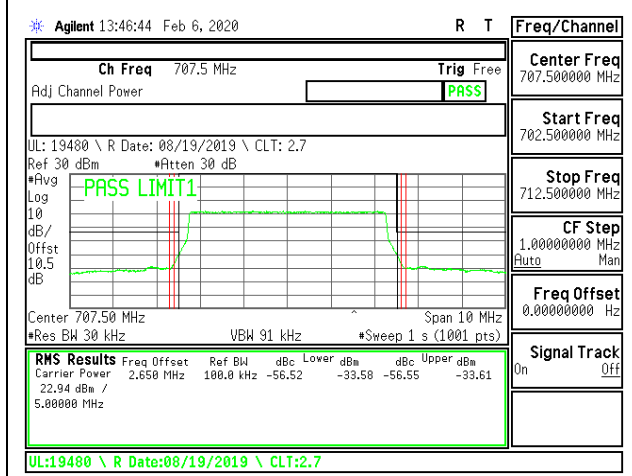 Agilent 13:46:44 Feb 6, 2020 R T
Freq/Channel
Ch Freq 707.5 MHz Trig Free
Adj Channel Power PASS
UL: 19480 \ R Date: 08/19/2019 \ CLT: 2.7
Ref 30 dBm #Atten 30 dB
#Avg
Log
10
dB/
Offst
10.5
dB
PASS LIMIT1
Center 707.50 MHz Span 10 MHz
#Res BW 30 kHz VBW 91 kHz #Sweep 1 s (1001 pts)
RMS Results Freq Offset Ref BW dBc Lower dBm dBc Upper dBm
Carrier Power 2.650 MHz 100.0 kHz -56.52 -33.58 -56.55 -33.61
22.94 dBm /
5.00000 MHz
UL:19480 \ R Date:08/19/2019 \ CLT:2.7
Center Freq
707.500000 MHz
Start Freq
702.500000 MHz
Stop Freq
712.500000 MHz
CF Step
1.00000000 MHz
Auto Man
Freq Offset
0.00000000 Hz
Signal Track
On Off